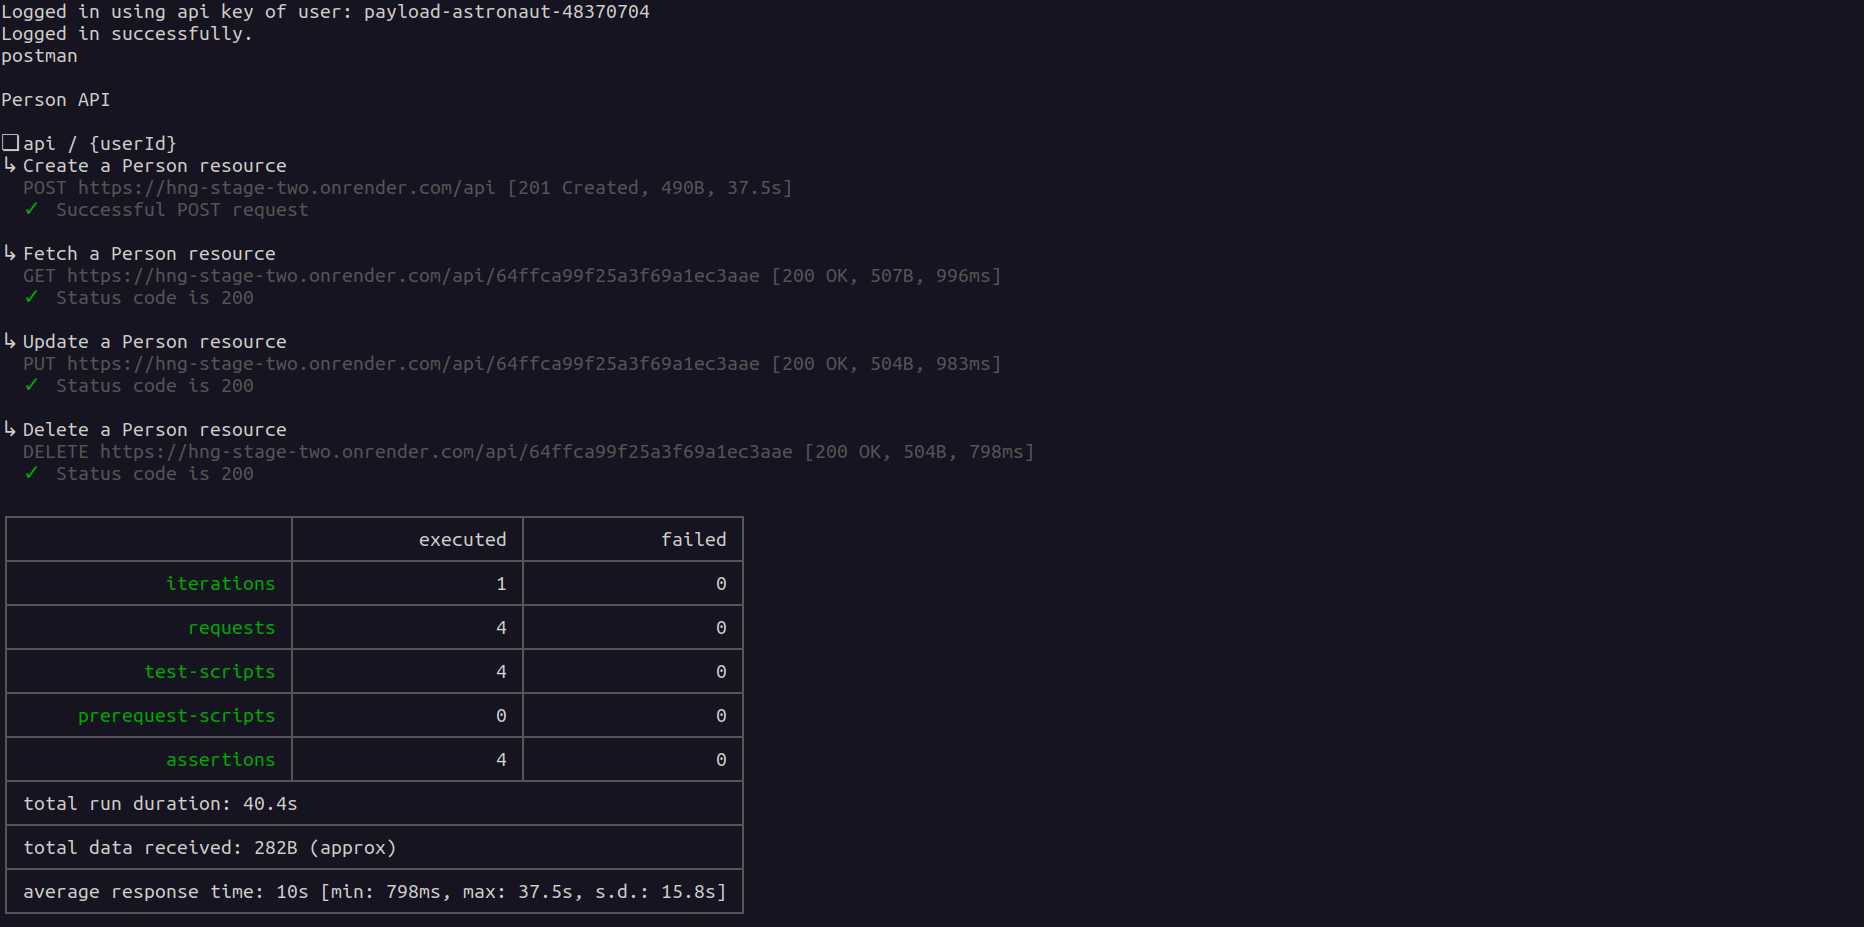 Logged in using api key of user: payload-astronaut-48370704
Logged in successfully.
postman
Person API
❏ api / {userId}
↳ Create a Person resource
POST https://hng-stage-two.onrender.com/api [201 Created, 490B, 37.5s]
✓ Successful POST request
↳ Fetch a Person resource
GET https://hng-stage-two.onrender.com/api/64ffca99f25a3f69a1ec3aae [200 OK, 507B, 996ms]
✓ Status code is 200
↳ Update a Person resource
PUT https://hng-stage-two.onrender.com/api/64ffca99f25a3f69a1ec3aae [200 OK, 504B, 983ms]
✓ Status code is 200
↳ Delete a Person resource
DELETE https://hng-stage-two.onrender.com/api/64ffca99f25a3f69a1ec3aae [200 OK, 504B, 798ms]
✓ Status code is 200
executed failed
iterations 1 0
requests 4 0
test-scripts 4 0
prerequest-scripts 0 0
assertions 4 0
total run duration: 40.4s
total data received: 282B (approx)
average response time: 10s [min: 798ms, max: 37.5s, s.d.: 15.8s]